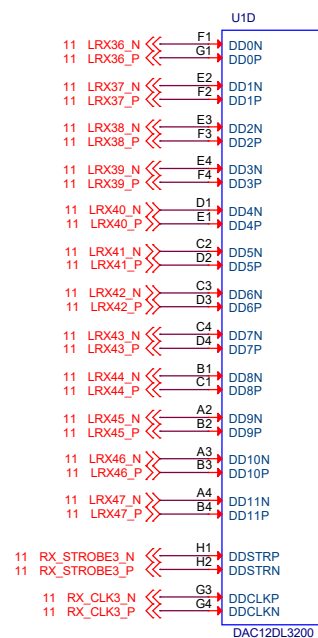 U1D
11 LRX36_N F1 DD0N
11 LRX36_P G1 DD0P
11 LRX37_N E2 DD1N
11 LRX37_P F2 DD1P
11 LRX38_N E3 DD2N
11 LRX38_P F3 DD2P
11 LRX39_N E4 DD3N
11 LRX39_P F4 DD3P
11 LRX40_N D1 DD4N
11 LRX40_P E1 DD4P
11 LRX41_N C2 DD5N
11 LRX41_P D2 DD5P
11 LRX42_N C3 DD6N
11 LRX42_P D3 DD6P
11 LRX43_N C4 DD7N
11 LRX43_P D4 DD7P
11 LRX44_N B1 DD8N
11 LRX44_P C1 DD8P
11 LRX45_N A2 DD9N
11 LRX45_P B2 DD9P
11 LRX46_N A3 DD10N
11 LRX46_P B3 DD10P
11 LRX47_N A4 DD11N
11 LRX47_P B4 DD11P
11 RX_STROBE3_N H1 DDSTRP
11 RX_STROBE3_P H2 DDSTRN
11 RX_CLK3_N G3 DDCLKP
11 RX_CLK3_P G4 DDCLKN
DAC12DL3200